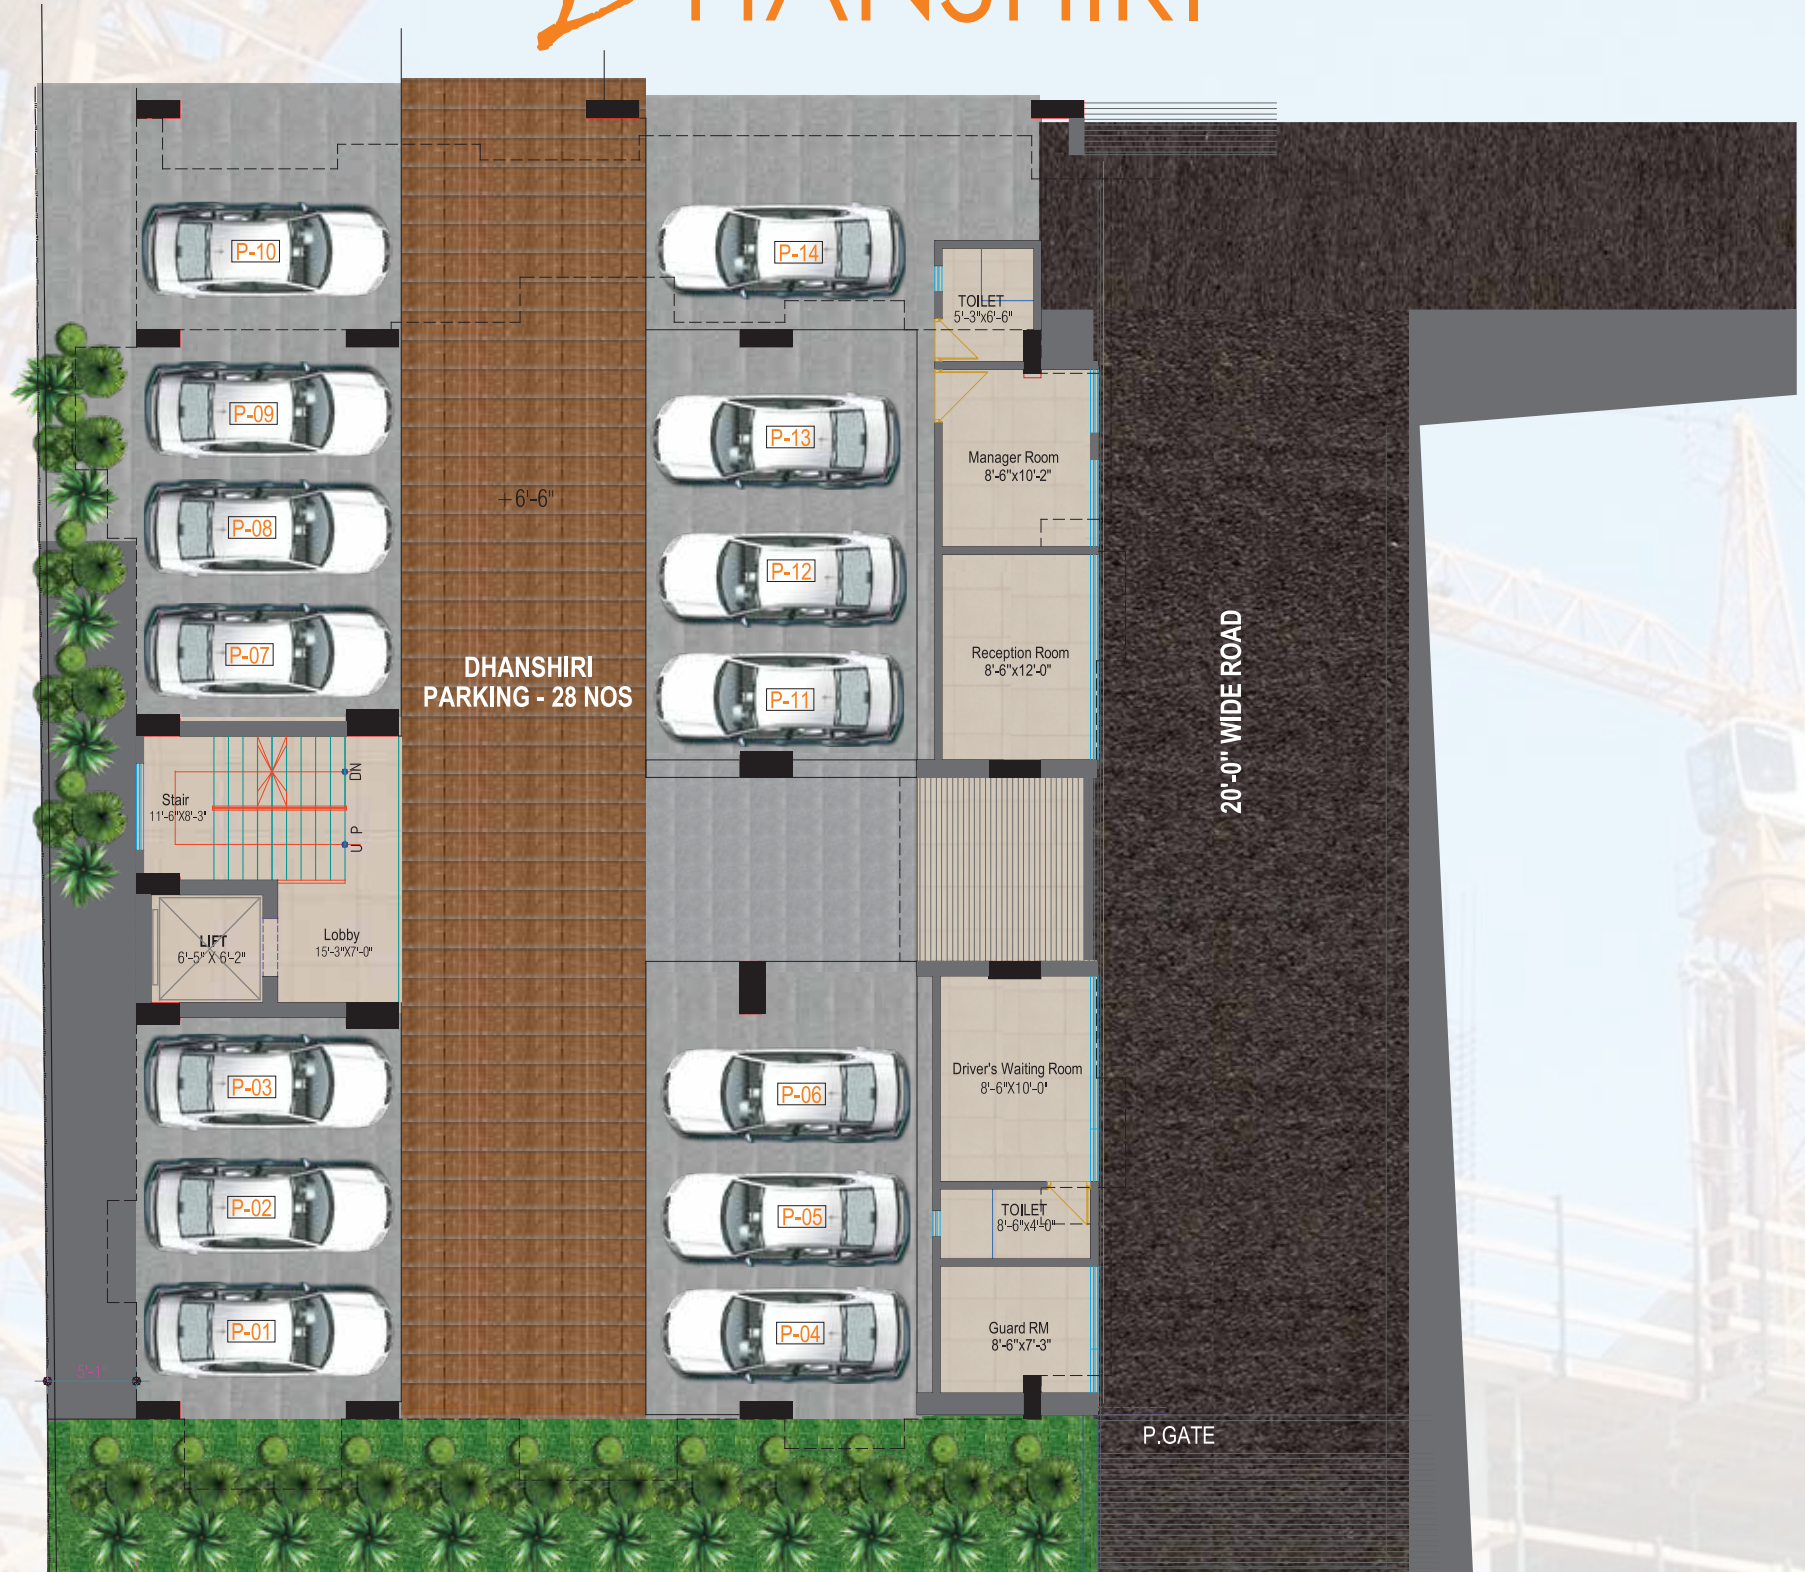 DHANSHIRI
P-10
P-14
TOILET
5'-3"x6'-6"
P-09
P-13
Manager Room
8'-6"x10'-2"
+6'-6"
P-08
P-12
Reception Room
8'-6"x12'-0"
P-07
P-11
DHANSHIRI
PARKING - 28 NOS
20'-0" WIDE ROAD
DN
Stair
11'-6"X8'-3"
U P
LIFT
6'-5" X 6'-2"
Lobby
15'-3"X7'-0"
P-03
P-06
Driver's Waiting Room
8'-6"X10'-0"
P-02
P-05
TOILET
8'-6"x4'-0"
P-01
P-04
Guard RM
8'-6"x7'-3"
5'-1"
P.GATE